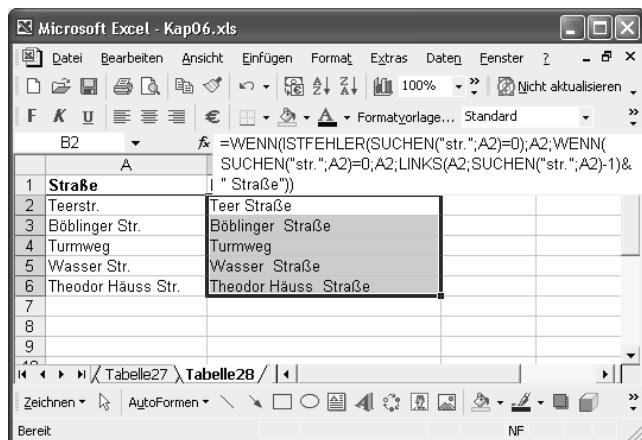 Microsoft Excel - Kap06.xls
Datei Bearbeiten Ansicht Einfügen Format Extras Daten Fenster ?
100% Nicht aktualisieren
F K U € Formatvorlage... Standard
B2 fx =WENN(ISTFEHLER(SUCHEN("str.";A2)=0);A2;WENN(
SUCHEN("str.";A2)=0;A2;LINKS(A2;SUCHEN("str.";A2)-1)&
" Straße"))
A
1 Straße
2 Teerstr. Teer Straße
3 Böblinger Str. Böblinger  Straße
4 Turmweg Turmweg
5 Wasser Str. Wasser  Straße
6 Theodor Häuss Str. Theodor Häuss  Straße
7
8
9
Tabelle27 Tabelle28
Zeichnen AutoFormen
Bereit NF